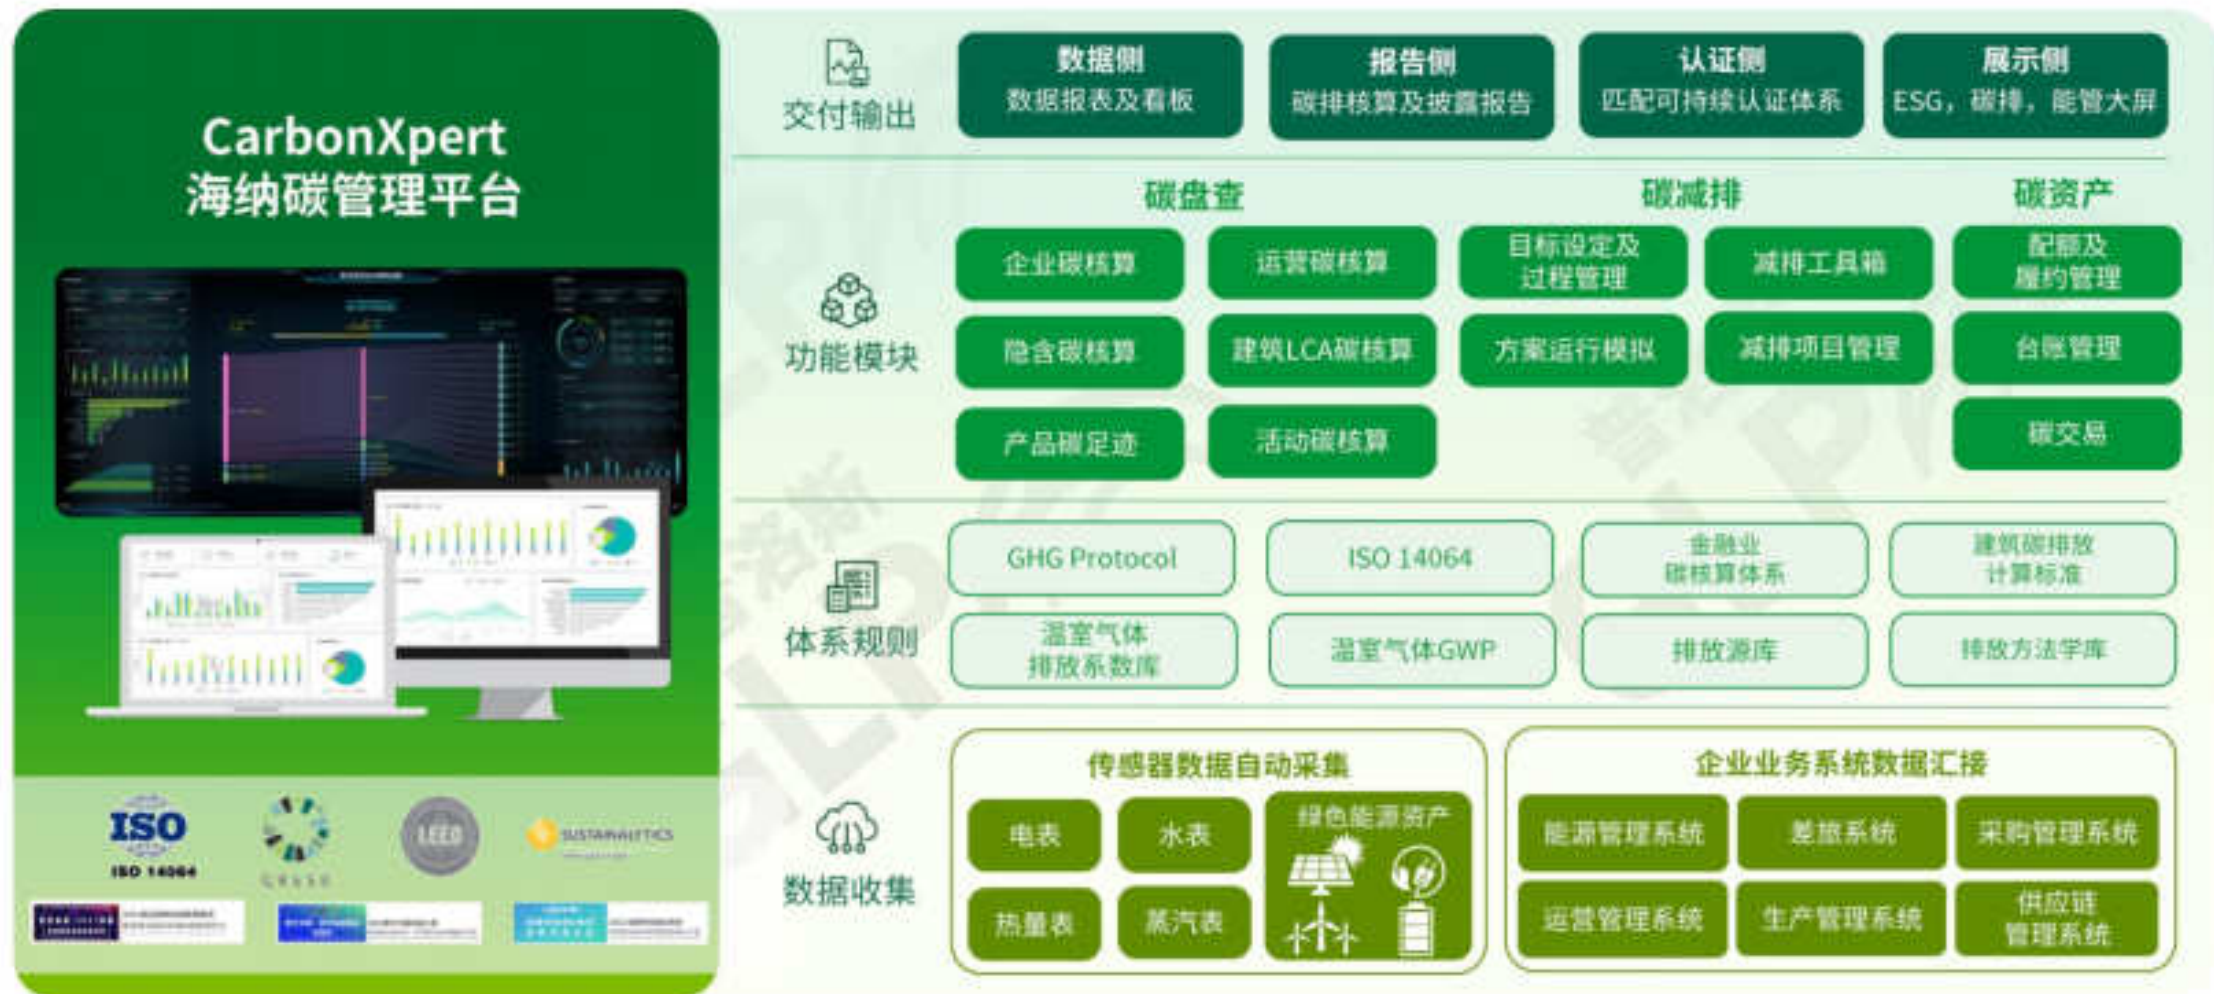 CarbonXpert
海纳碳管理平台
ISO
ISO 14064
GRESB
LEED
SUSTAINALYTICS
交付输出
数据侧
数据报表及看板
报告侧
碳排核算及披露报告
认证侧
匹配可持续认证体系
展示侧
ESG，碳排，能管大屏
功能模块
碳盘查
企业碳核算
运营碳核算
隐含碳核算
建筑LCA碳核算
产品碳足迹
活动碳核算
碳减排
目标设定及
过程管理
减排工具箱
方案运行模拟
减排项目管理
碳资产
配额及
履约管理
台账管理
碳交易
体系规则
GHG Protocol
ISO 14064
金融业
碳核算体系
建筑碳排放
计算标准
温室气体
排放系数库
温室气体GWP
排放源库
排放方法学库
数据收集
传感器数据自动采集
电表
水表
热量表
蒸汽表
绿色能源资产
企业业务系统数据汇接
能源管理系统
差旅系统
采购管理系统
运营管理系统
生产管理系统
供应链
管理系统
普洛斯
GLP